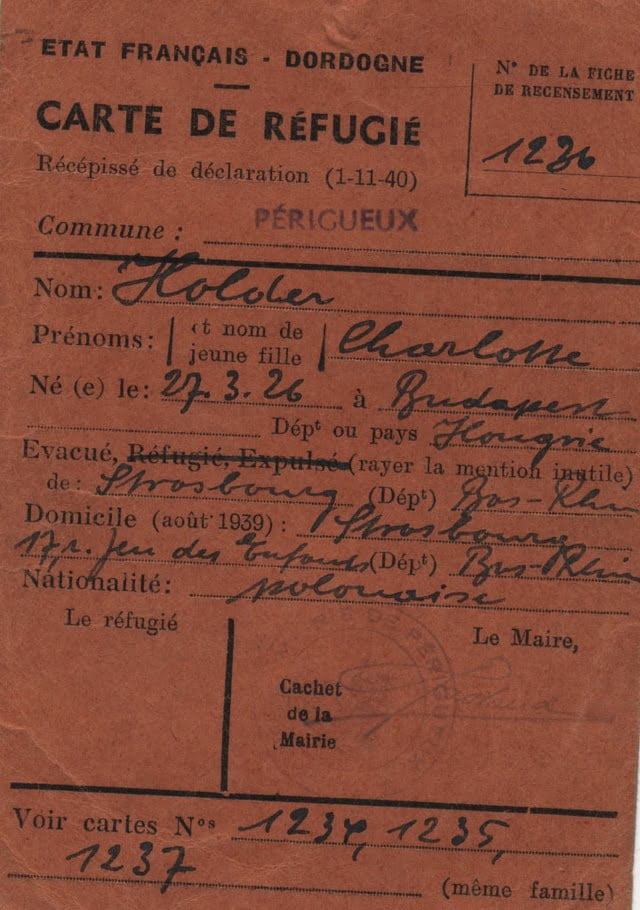 ETAT FRANÇAIS - DORDOGNE
CARTE DE RÉFUGIÉ
Récépissé de déclaration (1-11-40)
N° DE LA FICHE
DE RECENSEMENT
1236
Commune : PÉRIGUEUX
Nom : Holder
Prénoms : et nom de jeune fille Charlotte
Né (e) le : 27.3.26 à Budapest
Dépt ou pays Hongrie
Evacué, Réfugié, Expulsé (rayer la mention inutile)
de : Strasbourg (Dépt) Bas-Rhin
Domicile (août 1939) : Strasbourg
17, r. Jeu des Enfants (Dépt) Bas-Rhin
Nationalité : polonaise
Le réfugié
Le Maire,
Cachet
de la
Mairie
Voir cartes Nos 1234, 1235,
1237
(même famille)